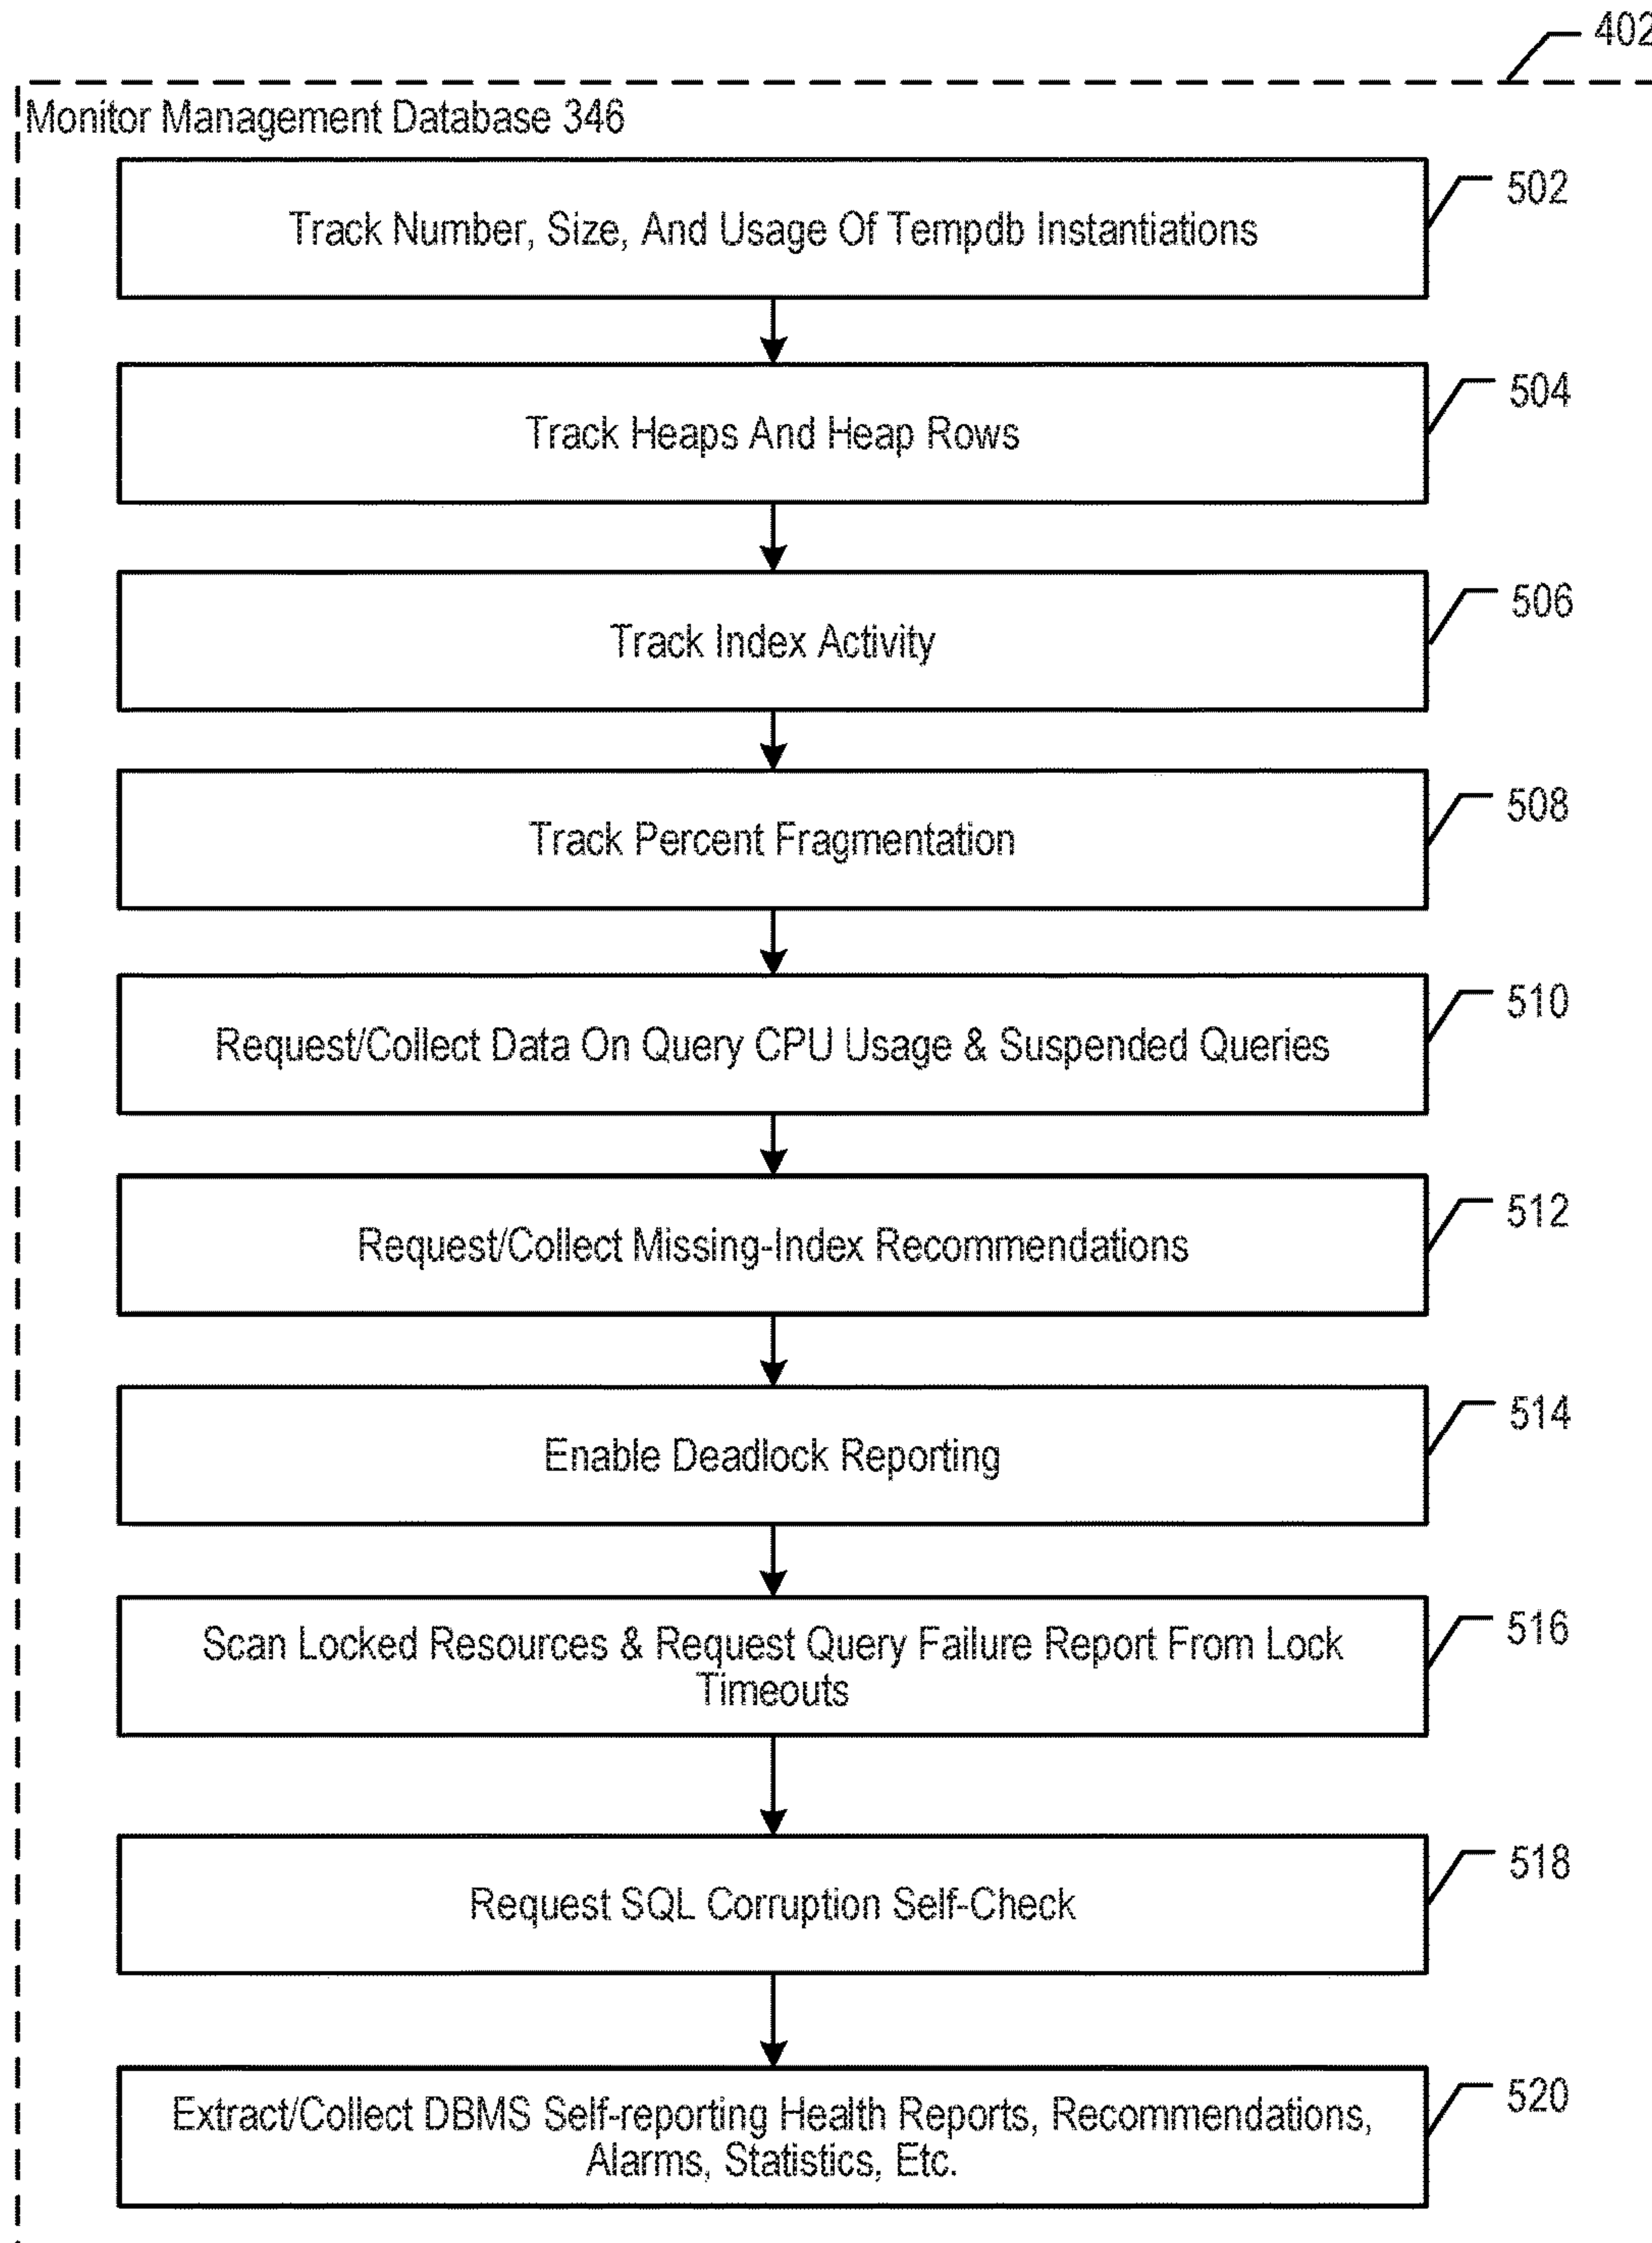 402
Monitor Management Database 346
502
Track Number, Size, And Usage Of Tempdb Instantiations
504
Track Heaps And Heap Rows
506
Track Index Activity
508
Track Percent Fragmentation
510
Request/Collect Data On Query CPU Usage & Suspended Queries
512
Request/Collect Missing-Index Recommendations
514
Enable Deadlock Reporting
516
Scan Locked Resources & Request Query Failure Report From Lock
Timeouts
518
Request SQL Corruption Self-Check
520
Extract/Collect DBMS Self-reporting Health Reports, Recommendations,
Alarms, Statistics, Etc.